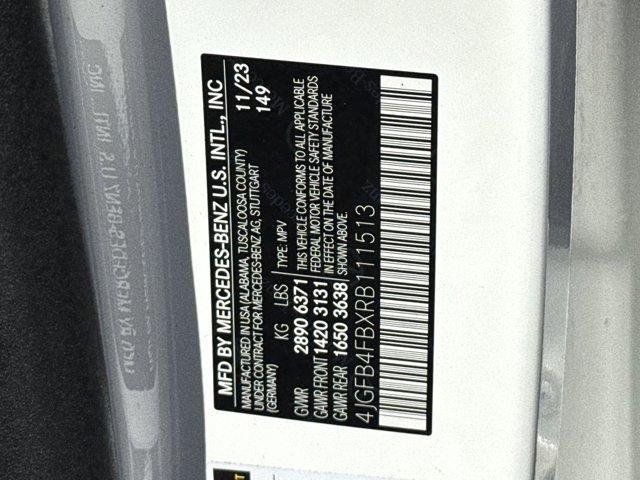 MFD BY MERCEDES-BENZ U.S. INTL., INC
MANUFACTURED IN USA (ALABAMA, TUSCALOOSA COUNTY)
UNDER CONTRACT FOR MERCEDES-BENZ AG, STUTTGART
(GERMANY)
11/23
149
KG LBS TYPE: MPV
GVWR 2890 6371
GAWR FRONT 1420 3131
GAWR REAR 1650 3638
THIS VEHICLE CONFORMS TO ALL APPLICABLE
FEDERAL MOTOR VEHICLE SAFETY STANDARDS
IN EFFECT ON THE DATE OF MANUFACTURE
SHOWN ABOVE.
4JGFB4FBXRB111513